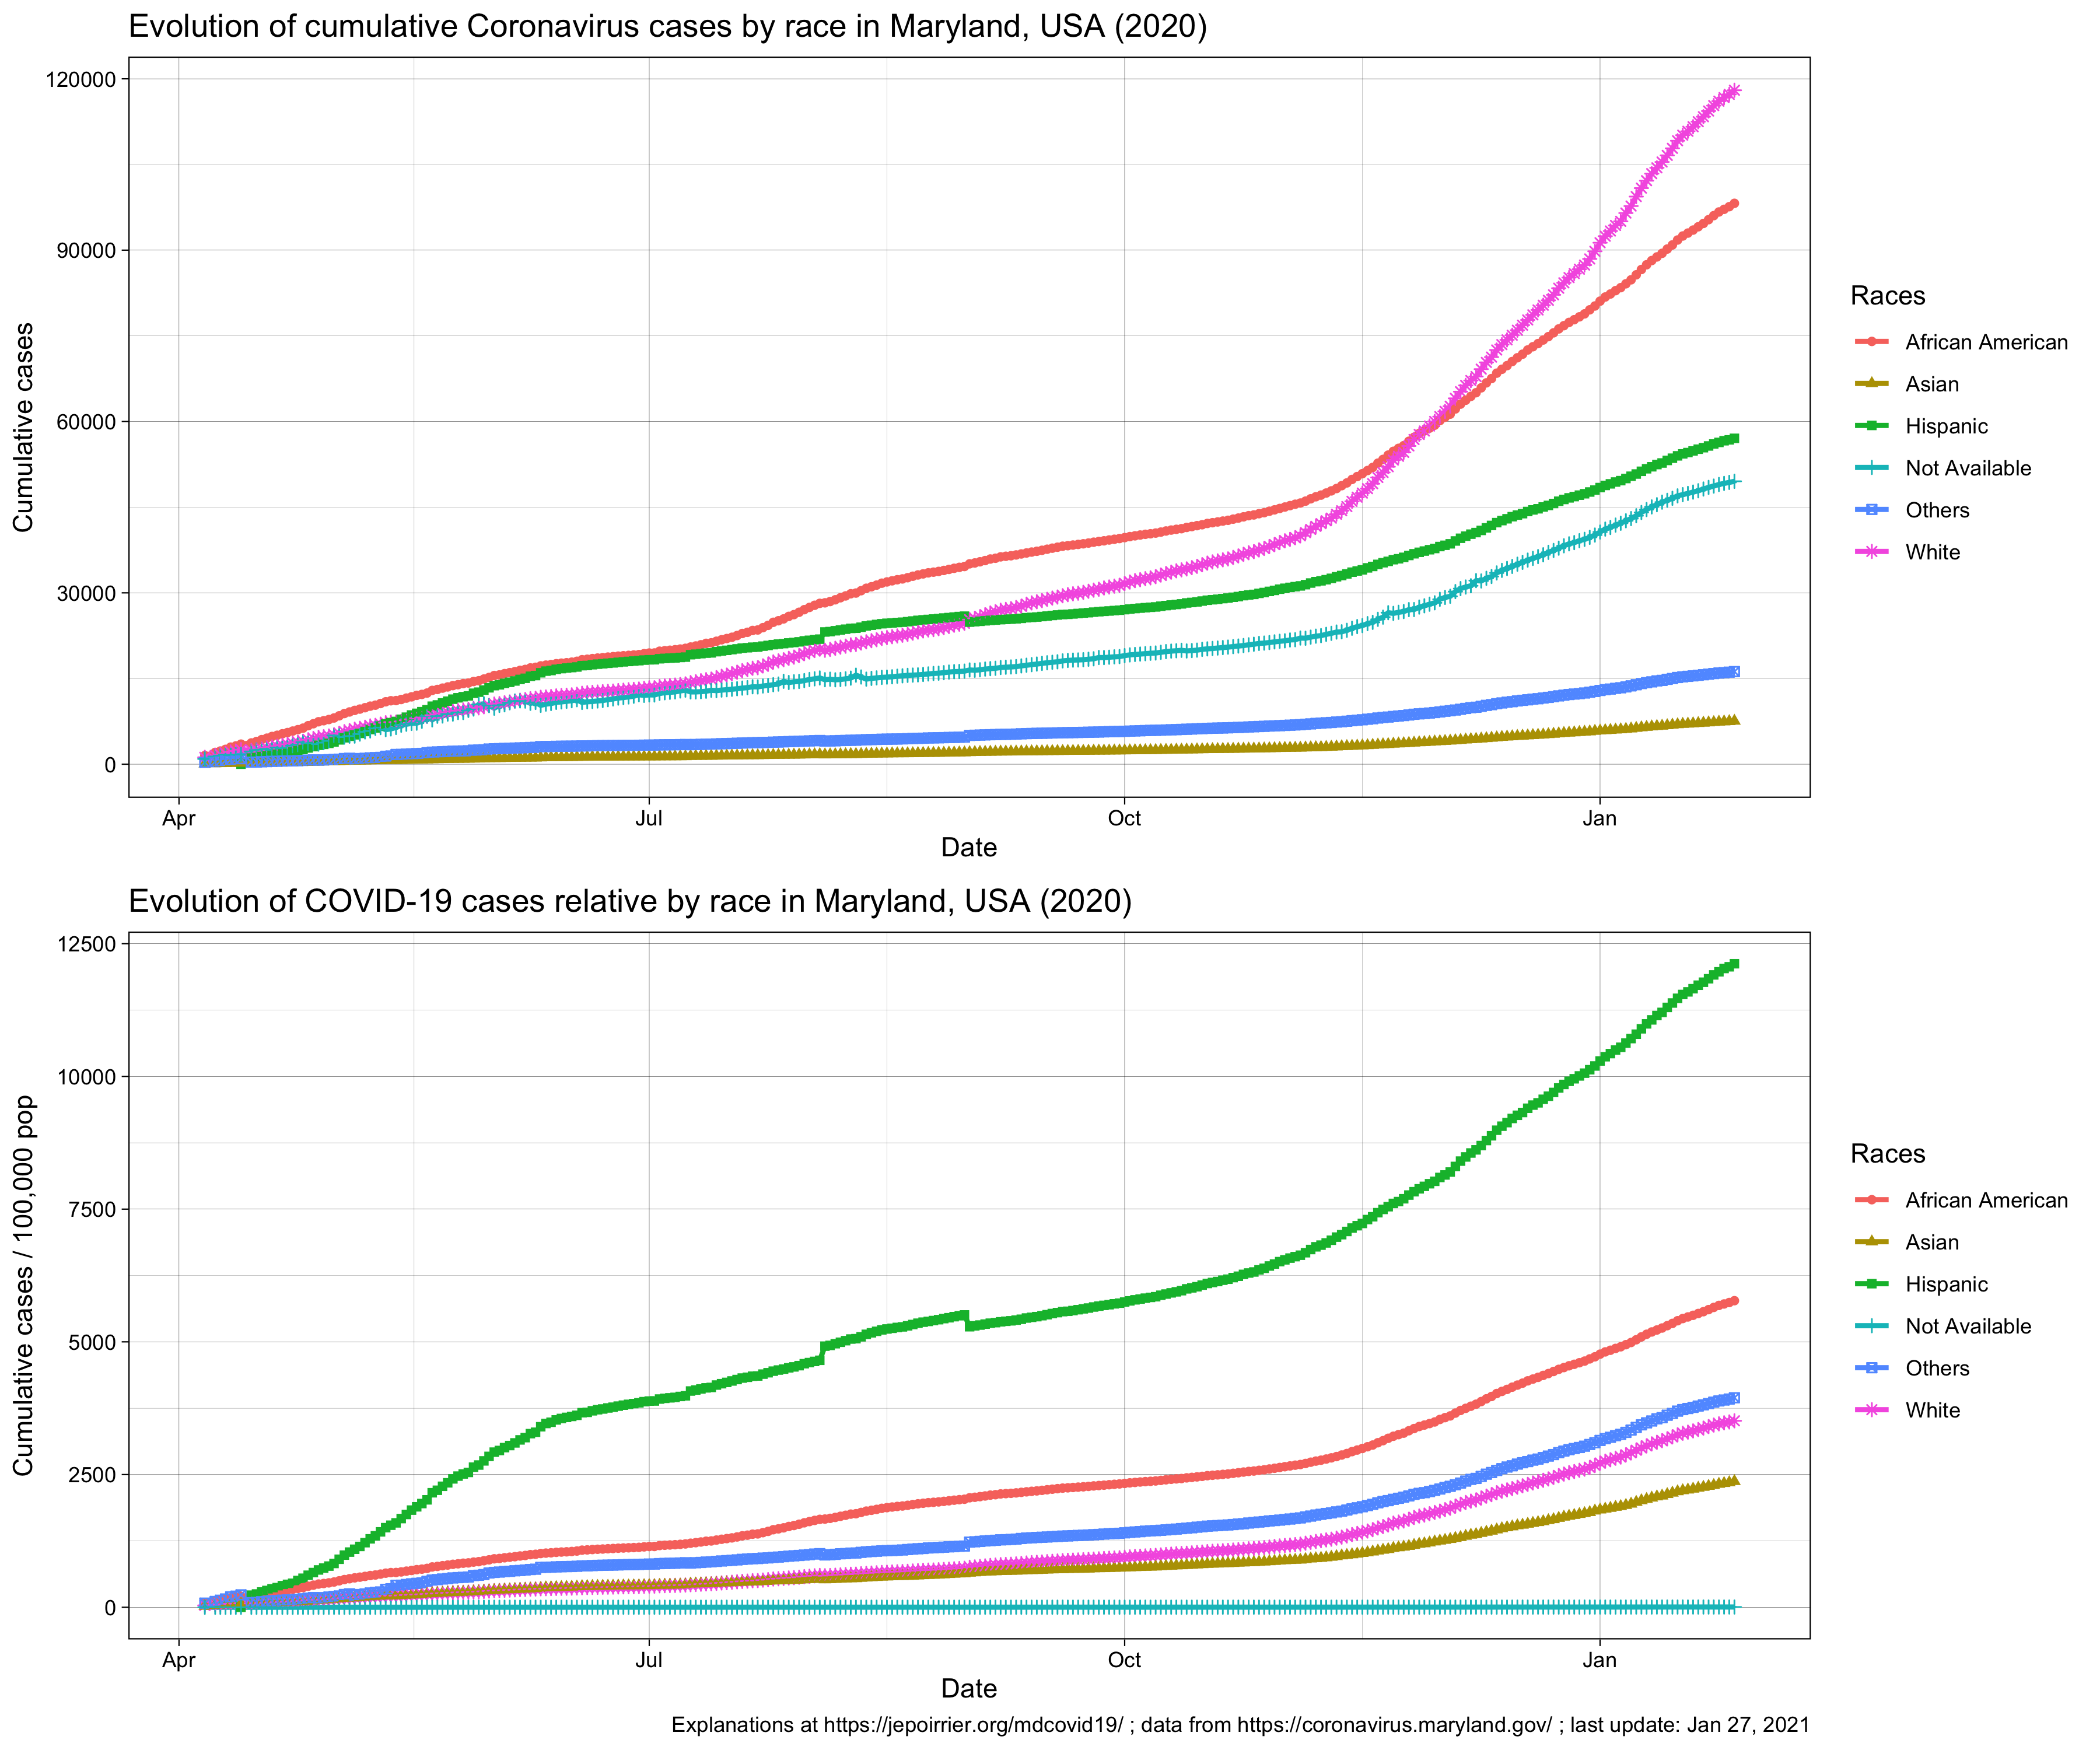 Evolution of cumulative Coronavirus cases by race in Maryland, USA (2020)
120000
90000
60000
30000
0
Cumulative cases
Apr
Jul
Oct
Jan
Date
Races
African American
Asian
Hispanic
Not Available
Others
White
Evolution of COVID-19 cases relative by race in Maryland, USA (2020)
12500
10000
7500
5000
2500
0
Cumulative cases / 100,000 pop
Apr
Jul
Oct
Jan
Date
Races
African American
Asian
Hispanic
Not Available
Others
White
Explanations at https://jepoirrier.org/mdcovid19/ ; data from https://coronavirus.maryland.gov/ ; last update: Jan 27, 2021